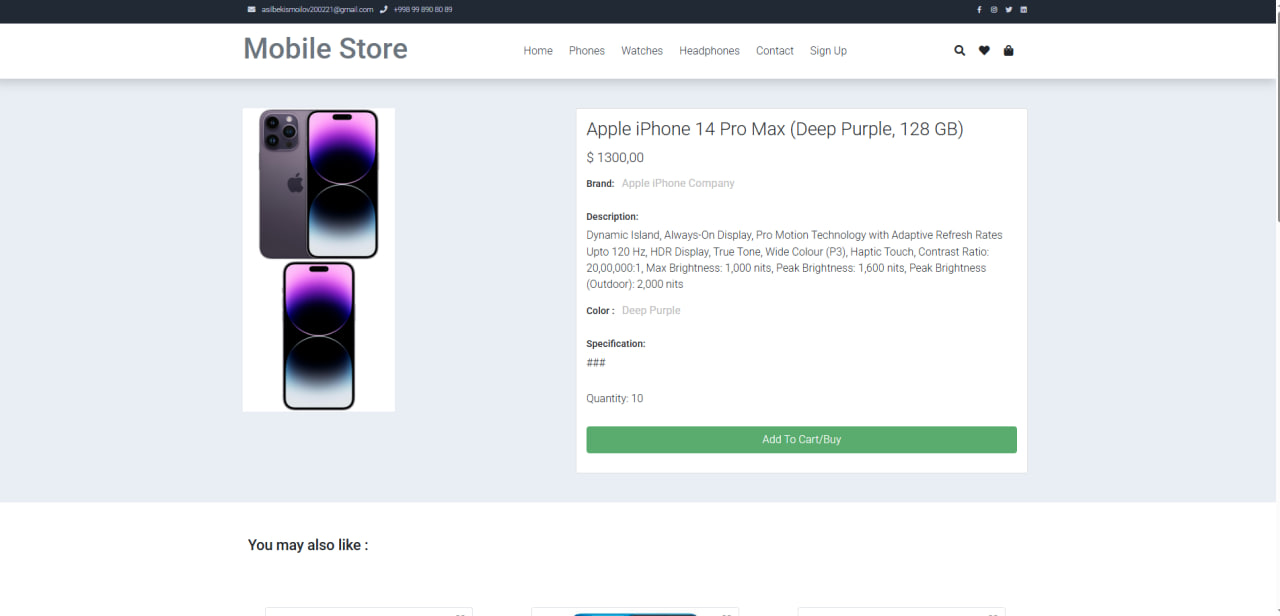 asilbekismoilov200221@gmail.com +998 99 890 80 89
Mobile Store
Home Phones Watches Headphones Contact Sign Up
Apple iPhone 14 Pro Max (Deep Purple, 128 GB)
$ 1300,00
Brand: Apple iPhone Company
Description:
Dynamic Island, Always-On Display, Pro Motion Technology with Adaptive Refresh Rates
Upto 120 Hz, HDR Display, True Tone, Wide Colour (P3), Haptic Touch, Contrast Ratio:
20,00,000:1, Max Brightness: 1,000 nits, Peak Brightness: 1,600 nits, Peak Brightness
(Outdoor): 2,000 nits
Color : Deep Purple
Specification:
###
Quantity: 10
Add To Cart/Buy
You may also like :